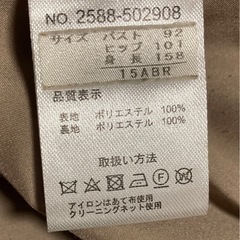 NO. 2588-502908
サイズ バスト 92
ヒップ 101
身長 158
15ABR
品質表示
表地 ポリエステル 100%
裏地 ポリエステル 100%
取扱い方法
アイロンはあて布使用
クリーニングネット使用